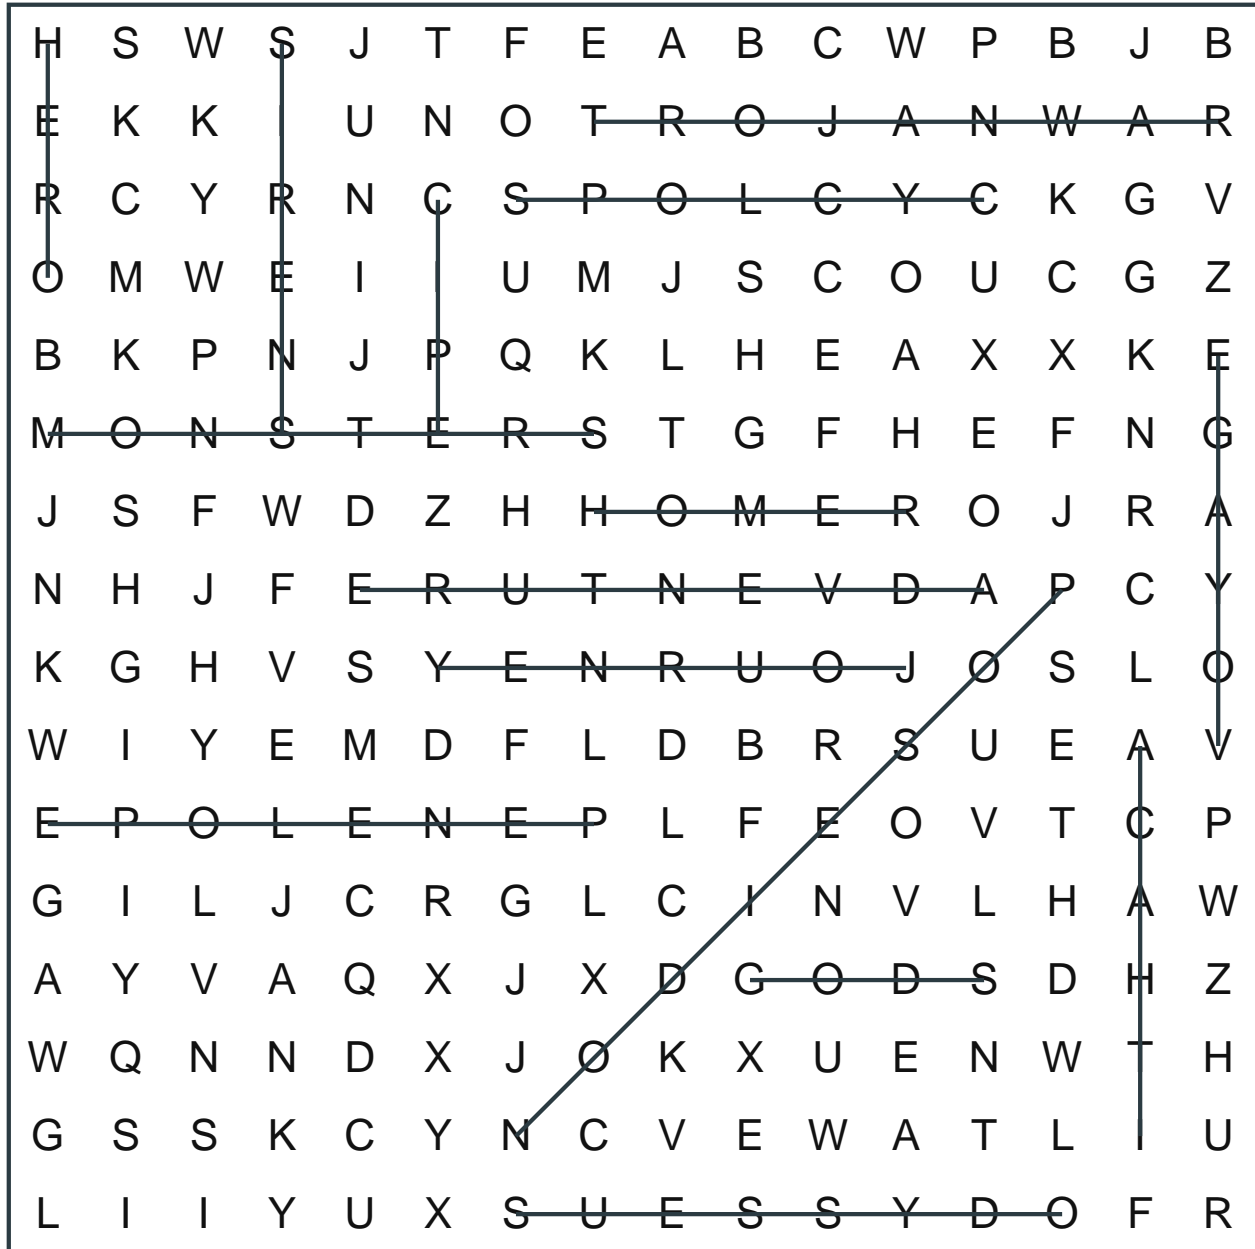 H S W S J T F E A B C W P B J B
E K K I U N O T R O J A N W A R
R C Y R N C S P O L C Y C K G V
O M W E I I U M J S C O U C G Z
B K P N J P Q K L H E A X X K E
M O N S T E R S T G F H E F N G
J S F W D Z H H O M E R O J R A
N H J F E R U T N E V D A P C Y
K G H V S Y E N R U O J O S L O
W I Y E M D F L D B R S U E A V
E P O L E N E P L F E O V T C P
G I L J C R G L C I N V L H A W
A Y V A Q X J X D G O D S D H Z
W Q N N D X J O K X U E N W T H
G S S K C Y N C V E W A T L I U
L I I Y U X S U E S S Y D O F R